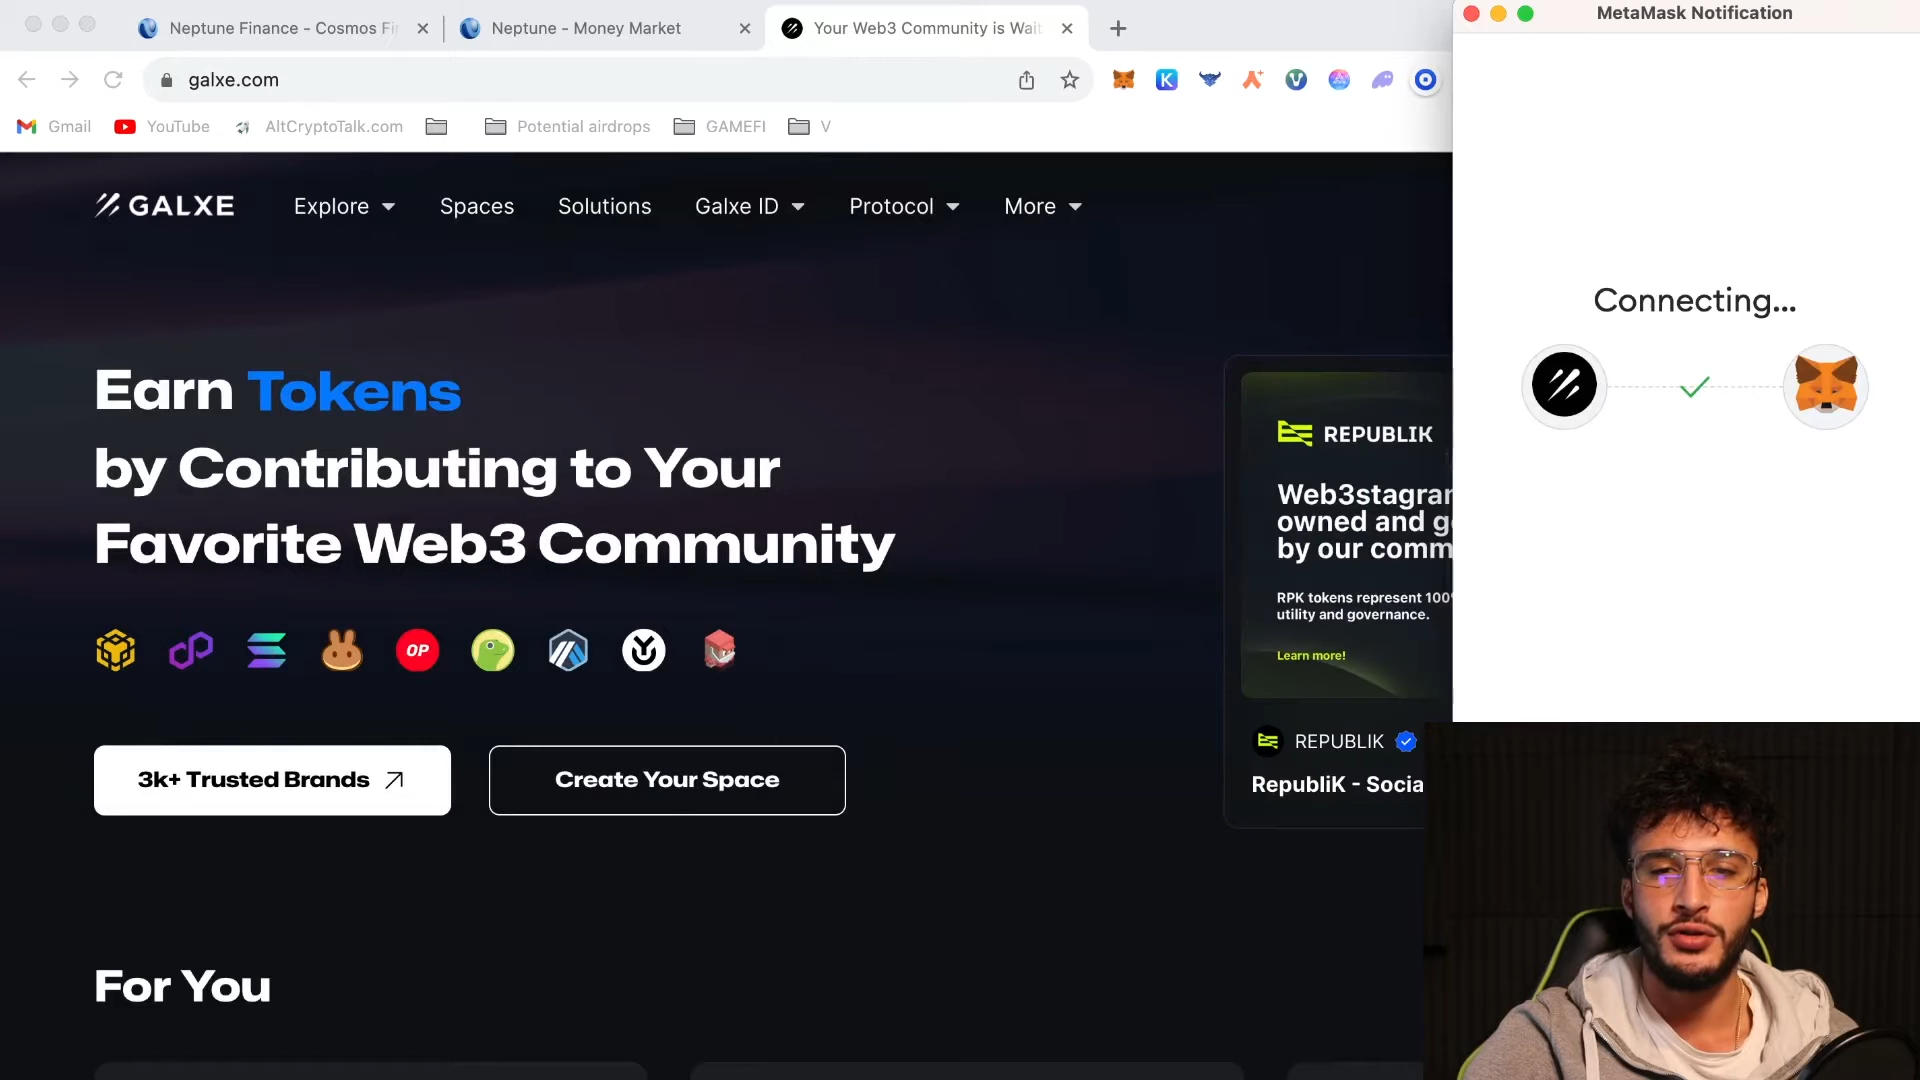 Neptune Finance - Cosmos Fi
Neptune - Money Market
Your Web3 Community is Wait
MetaMask Notification
galxe.com
K
Gmail
YouTube
AltCryptoTalk.com
Potential airdrops
GAMEFI
V
GALXE
Explore
Spaces
Solutions
Galxe ID
Protocol
More
Connecting...
Earn Tokens
by Contributing to Your
Favorite Web3 Community
OP
3k+ Trusted Brands
Create Your Space
REPUBLIK
Web3stagram
owned and g
by our comm
RPK tokens represent 100%
utility and governance.
Learn more!
REPUBLIK
RepubliK - Socia
For You